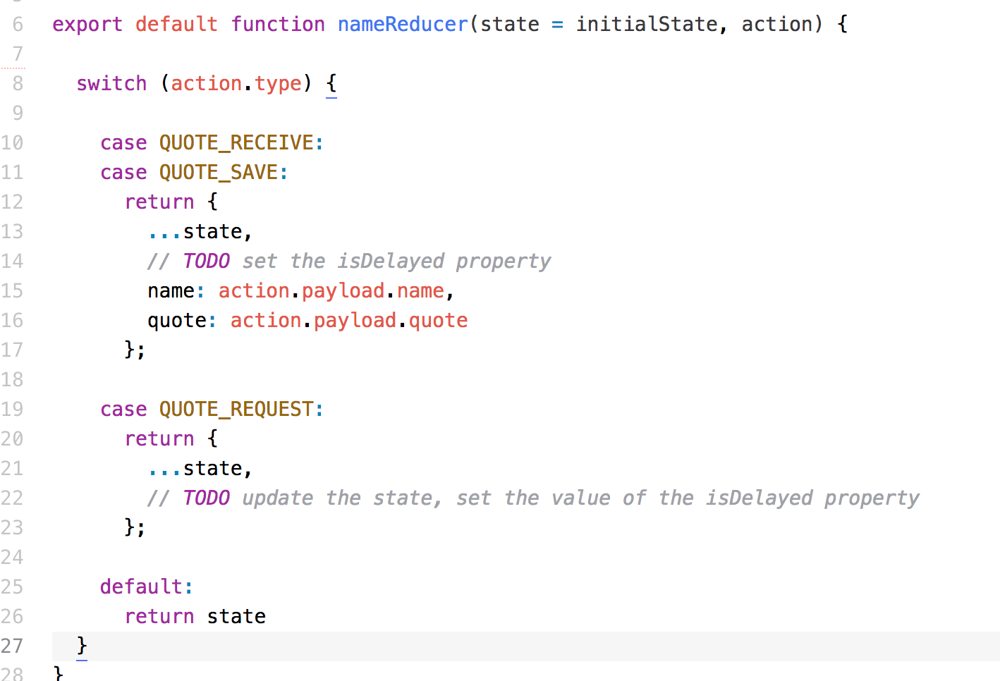 6 export default function nameReducer(state = initialState, action) {
7
8 switch (action.type) {
9
10 case QUOTE_RECEIVE:
11 case QUOTE_SAVE:
12 return {
13 ...state,
14 // TODO set the isDelayed property
15 name: action.payload.name,
16 quote: action.payload.quote
17 };
18
19 case QUOTE_REQUEST:
20 return {
21 ...state,
22 // TODO update the state, set the value of the isDelayed property
23 };
24
25 default:
26 return state
27 }
28 }